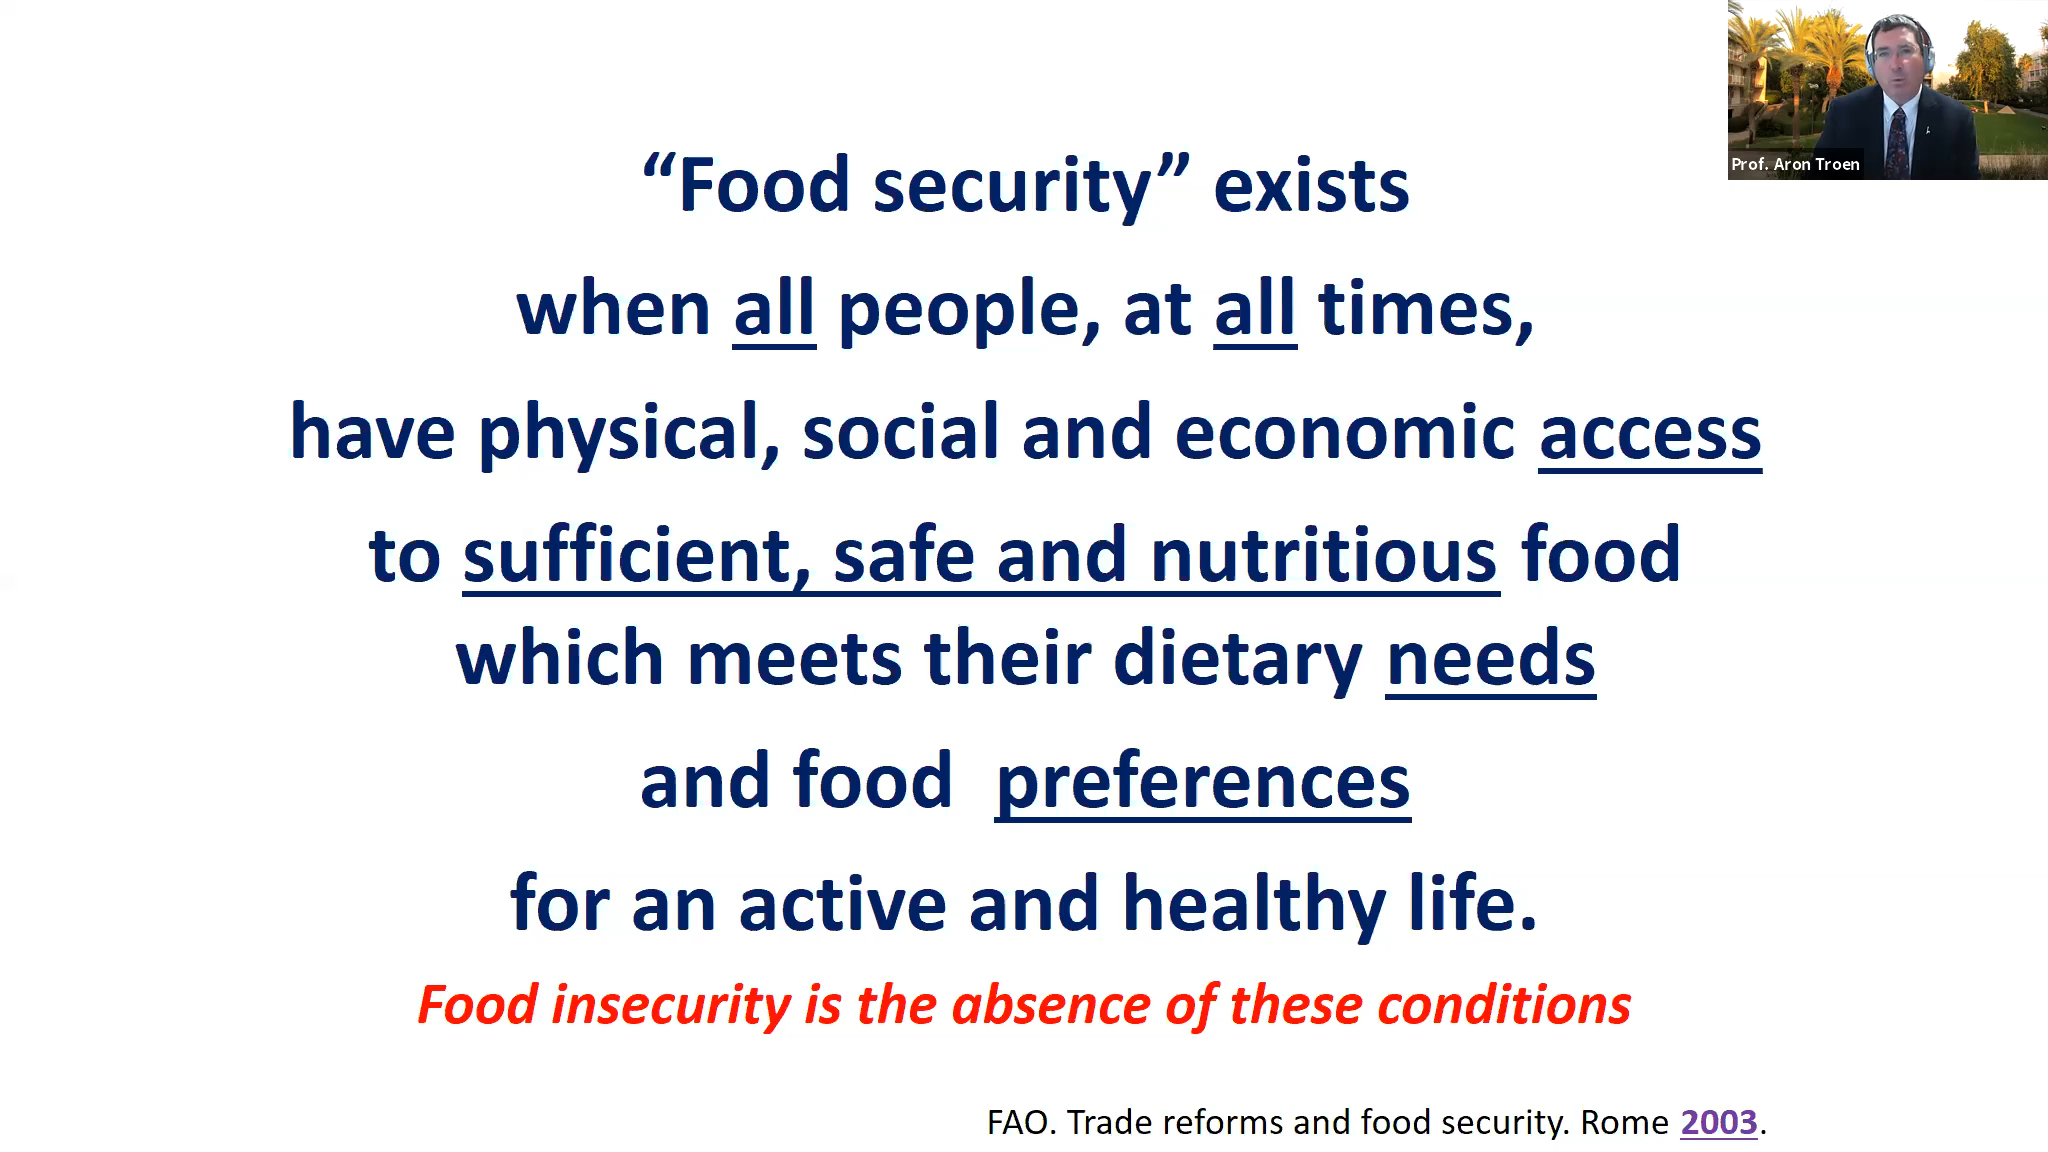 “Food security” exists
when all people, at all times,
have physical, social and economic access
to sufficient, safe and nutritious food
which meets their dietary needs
and food preferences
for an active and healthy life.
Food insecurity is the absence of these conditions
FAO. Trade reforms and food security. Rome 2003.
Prof. Aron Troen